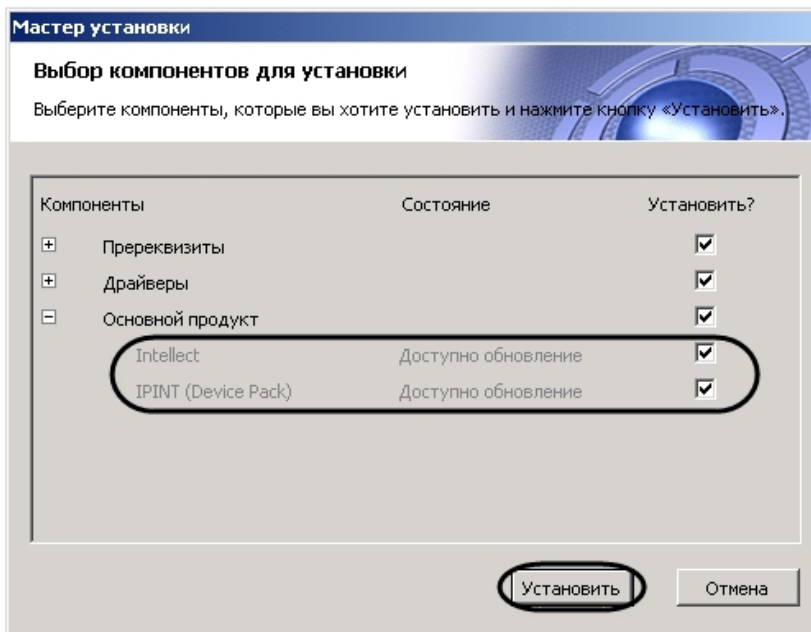 Мастер установки
Выбор компонентов для установки
Выберите компоненты, которые вы хотите установить и нажмите кнопку «Установить».
Компоненты Состояние Установить?
Пререквизиты
Драйверы
Основной продукт
Intellect Доступно обновление
IPINT (Device Pack) Доступно обновление
Установить Отмена